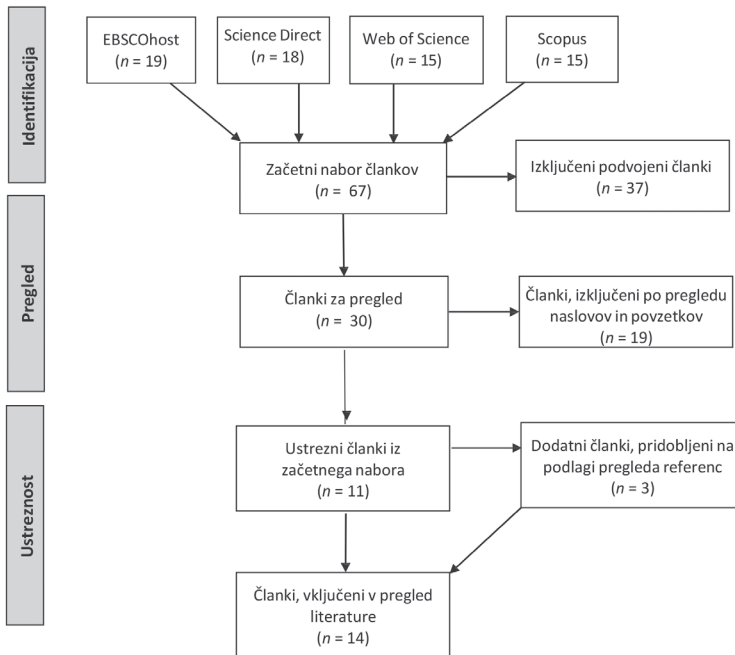 Identifikacija
EBSCOhost
(n = 19)
Science Direct
(n = 18)
Web of Science
(n = 15)
Scopus
(n = 15)
Začetni nabor člankov
(n = 67)
Izključeni podvojeni članki
(n = 37)
Pregled
Članki za pregled
(n = 30)
Članki, izključeni po pregledu
naslovov in povzetkov
(n = 19)
Ustreznost
Ustrezni članki iz
začetnega nabora
(n = 11)
Dodatni članki, pridobljeni na
podlagi pregleda referenc
(n = 3)
Članki, vključeni v pregled
literature
(n = 14)